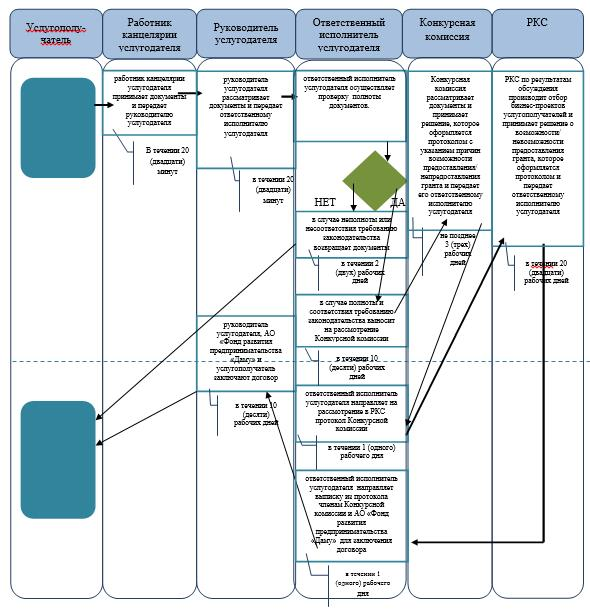 Услугополу-
чатель
Работник
канцелярии
услугодателя
Руководитель
услугодателя
Ответственный
исполнитель
услугодателя
Конкурсная
комиссия
РКС
работник канцелярии
услугодателя
принимает документы
и передает
руководителю
услугодателя
В течении 20
(двадцати)
минут
руководитель
услугодателя
рассматривает
документы и передает
ответственному
исполнителю
услугодателя
в течении 20
(двадцати)
минут
ответственный исполнитель
услугодателя осуществляет
проверку полноты
документов.
НЕТ
ДА
в случае неполноты или
несоответствия требованию
законодательства
возвращает документы
в течении 2
(двух) рабочих
дней
в случае полноты и
соответствия требованию
законодательства выносит
на рассмотрение
Конкурсной комиссии
в течении 10
(десяти) рабочих
дней
ответственный исполнитель
услугодателя направляет на
рассмотрение в РКС
протокол Конкурсной
комиссии
в течении 1 (одного)
рабочего дня
ответственный исполнитель
услугодателя направляет
выписку из протокола
членам Конкурсной
комиссии и АО «Фонд
развития
предпринимательства
«Даму» для заключения
договора
в течении 1
(одного) рабочего
дня
Конкурсная
комиссия
рассматривает
документы и
принимает
решение, которое
оформляется
протоколом с
указанием причин
возможности
предоставления/
непредоставления
гранта и передает
его ответственному
исполнителю
услугодателя
не позднее
3 (трех)
рабочих
дней
РКС по результатам
обсуждения
производит отбор
бизнес-проектов
услугополучателей и
принимает решение о
возможности/
невозможности
предоставления
гранта, которое
оформляется
протоколом и
передает
ответственному
исполнителю
услугодателя
в течении 20
(двадцати)
рабочих дней
руководитель
услугодателя, АО
«Фонд развития
предпринимательства
«Даму» и
услугополучатель
заключают договор
в течении 10
(десяти)
рабочих дней